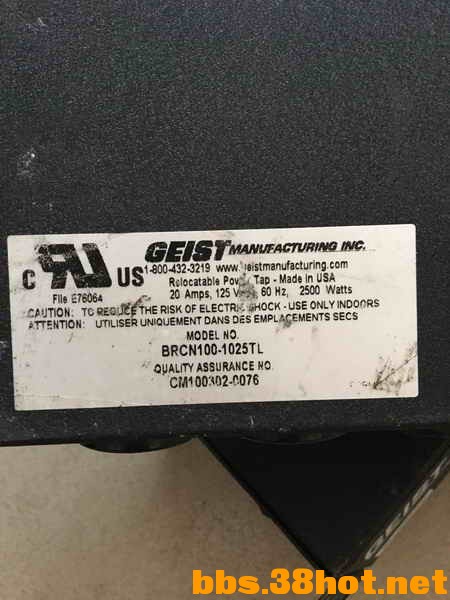 GEIST MANUFACTURING INC.
C RU US
1-800-432-3219 www.geistmanufacturing.com
File E76064
Relocatable Power Tap - Made in USA
20 Amps, 125 Volts, 60 Hz, 2500 Watts
CAUTION: TO REDUCE THE RISK OF ELECTRIC SHOCK - USE ONLY INDOORS
ATTENTION: UTILISER UNIQUEMENT DANS DES EMPLACEMENTS SECS
MODEL NO.
BRCN100-1025TL
QUALITY ASSURANCE NO.
CM100302-0076
GEIST
bbs.38hot.net